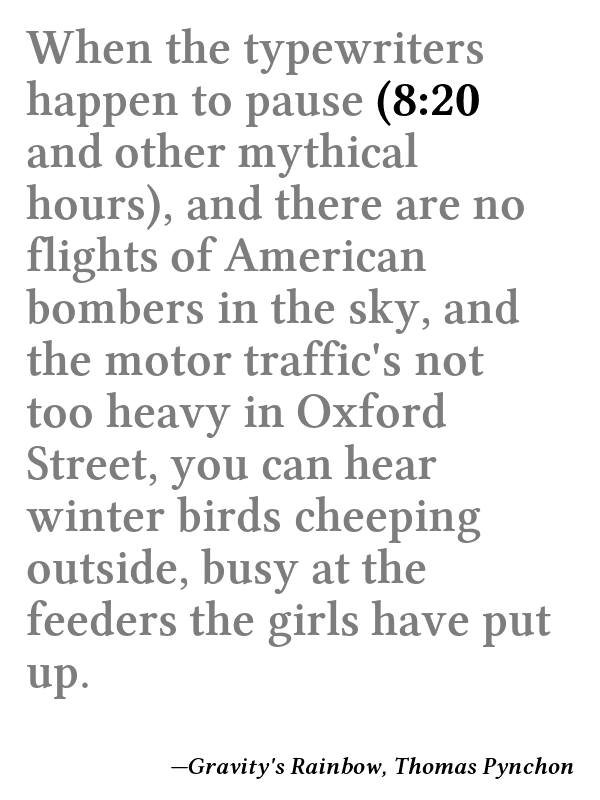 When the typewriters
happen to pause (8:20
and other mythical
hours), and there are no
flights of American
bombers in the sky, and
the motor traffic's not
too heavy in Oxford
Street, you can hear
winter birds cheeping
outside, busy at the
feeders the girls have put
up.
—Gravity's Rainbow, Thomas Pynchon